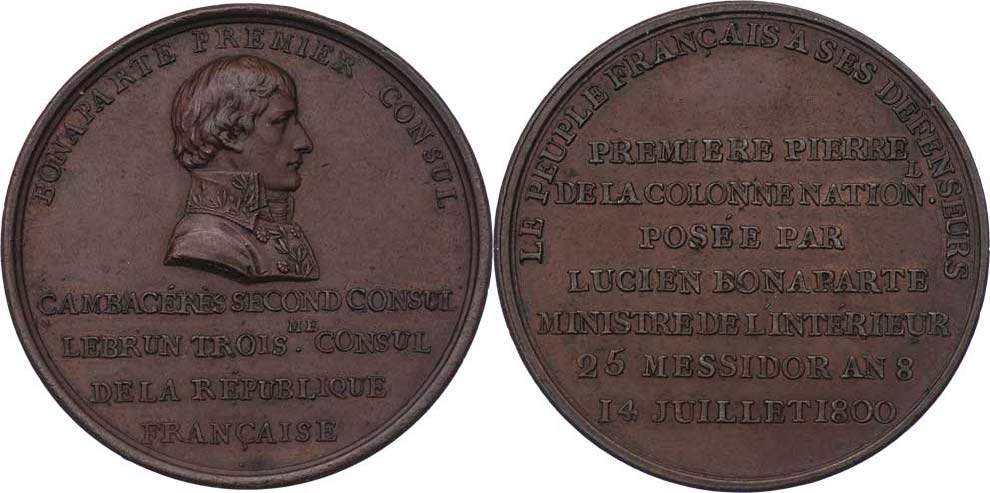 BONAPARTE PREMIER CONSUL
CAMBACÉRÈS SECOND CONSUL
LEBRUN TROIS.ME CONSUL
DE LA RÉPUBLIQUE
FRANÇAISE
LE PEUPLE FRANÇAIS À SES DÉFENSEURS
PREMIERE PIERRE
DE LA COLONNE NATION.L
POSÉE PAR
LUCIEN BONAPARTE
MINISTRE DE L'INTÉRIEUR
25 MESSIDOR AN 8
14 JUILLET 1800